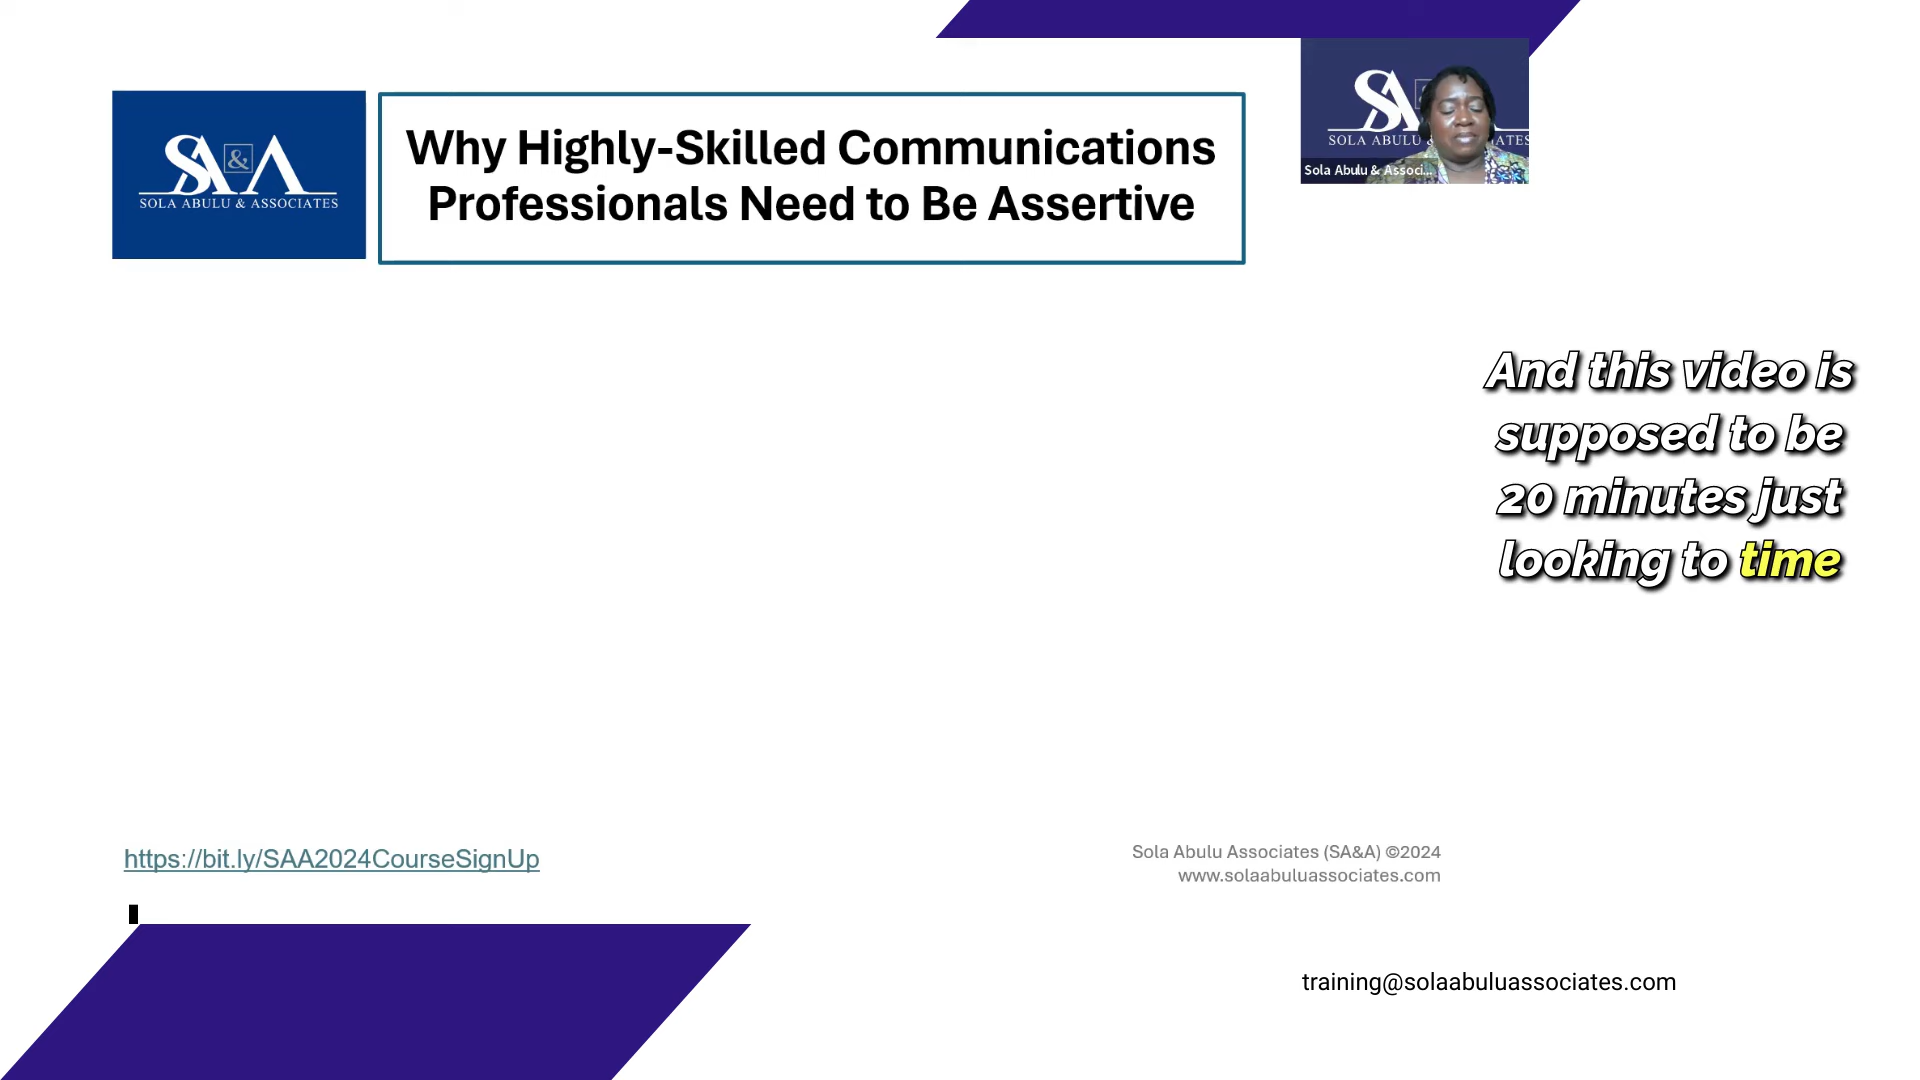 SA&A
SOLA ABULU & ASSOCIATES
Why Highly-Skilled Communications
Professionals Need to Be Assertive
SA
SOLA ABULU
Sola Abulu & Associ...
And this video is
supposed to be
20 minutes just
looking to time
https://bit.ly/SAA2024CourseSignUp
Sola Abulu Associates (SA&A) ©2024
www.solaabuluassociates.com
training@solaabuluassociates.com